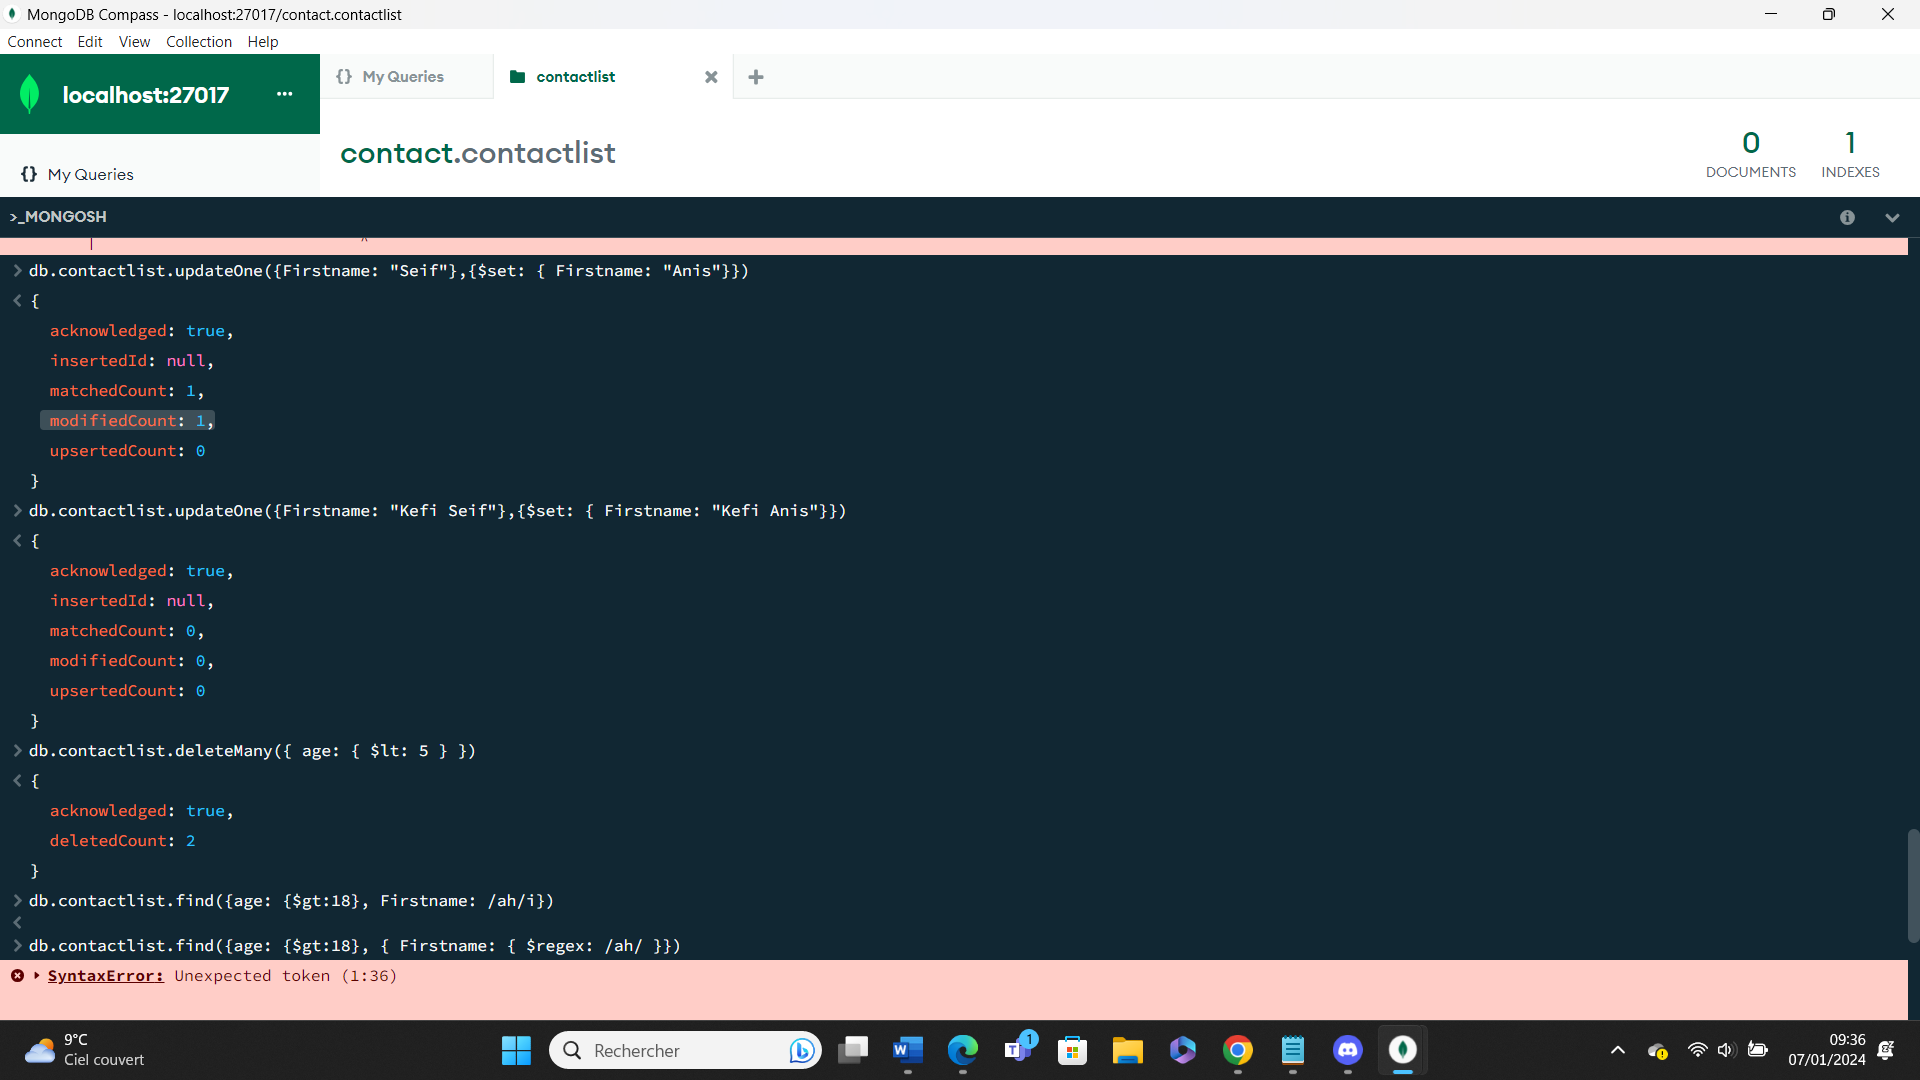 MongoDB Compass - localhost:27017/contact.contactlist
Connect Edit View Collection Help
localhost:27017 ...
{} My Queries
contactlist
{} My Queries
contact.contactlist
0
DOCUMENTS
1
INDEXES
>_MONGOSH
> db.contactlist.updateOne({Firstname: "Seif"},{$set: { Firstname: "Anis"}})
< {
acknowledged: true,
insertedId: null,
matchedCount: 1,
modifiedCount: 1,
upsertedCount: 0
}
> db.contactlist.updateOne({Firstname: "Kefi Seif"},{$set: { Firstname: "Kefi Anis"}})
< {
acknowledged: true,
insertedId: null,
matchedCount: 0,
modifiedCount: 0,
upsertedCount: 0
}
> db.contactlist.deleteMany({ age: { $lt: 5 } })
< {
acknowledged: true,
deletedCount: 2
}
> db.contactlist.find({age: {$gt:18}, Firstname: /ah/i})
<
> db.contactlist.find({age: {$gt:18}, { Firstname: { $regex: /ah/ }})
SyntaxError: Unexpected token (1:36)
9°C
Ciel couvert
Rechercher
1
09:36
07/01/2024